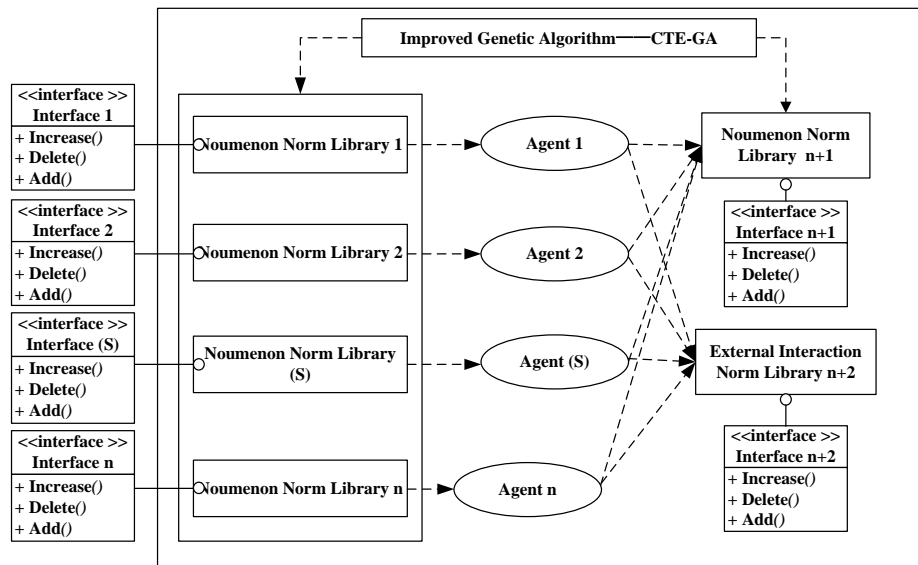 Improved Genetic Algorithm——CTE-GA
<<interface >>
Interface 1
+ Increase()
+ Delete()
+ Add()
Noumenon Norm Library 1
Agent 1
Noumenon Norm
Library n+1
<<interface >>
Interface n+1
+ Increase()
+ Delete()
+ Add()
<<interface >>
Interface 2
+ Increase()
+ Delete()
+ Add()
Noumenon Norm Library 2
Agent 2
<<interface >>
Interface (S)
+ Increase()
+ Delete()
+ Add()
Noumenon Norm Library
(S)
Agent (S)
External Interaction
Norm Library n+2
<<interface >>
Interface n+2
+ Increase()
+ Delete()
+ Add()
<<interface >>
Interface n
+ Increase()
+ Delete()
+ Add()
Noumenon Norm Library n
Agent n